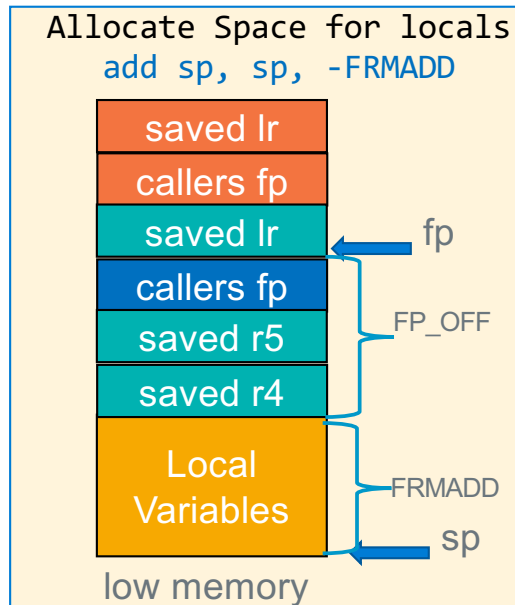 Allocate Space for locals
add sp, sp, -FRMADD
saved lr
callers fp
saved lr
fp
callers fp
FP_OFF
saved r5
saved r4
Local
Variables
FRMADD
sp
low memory